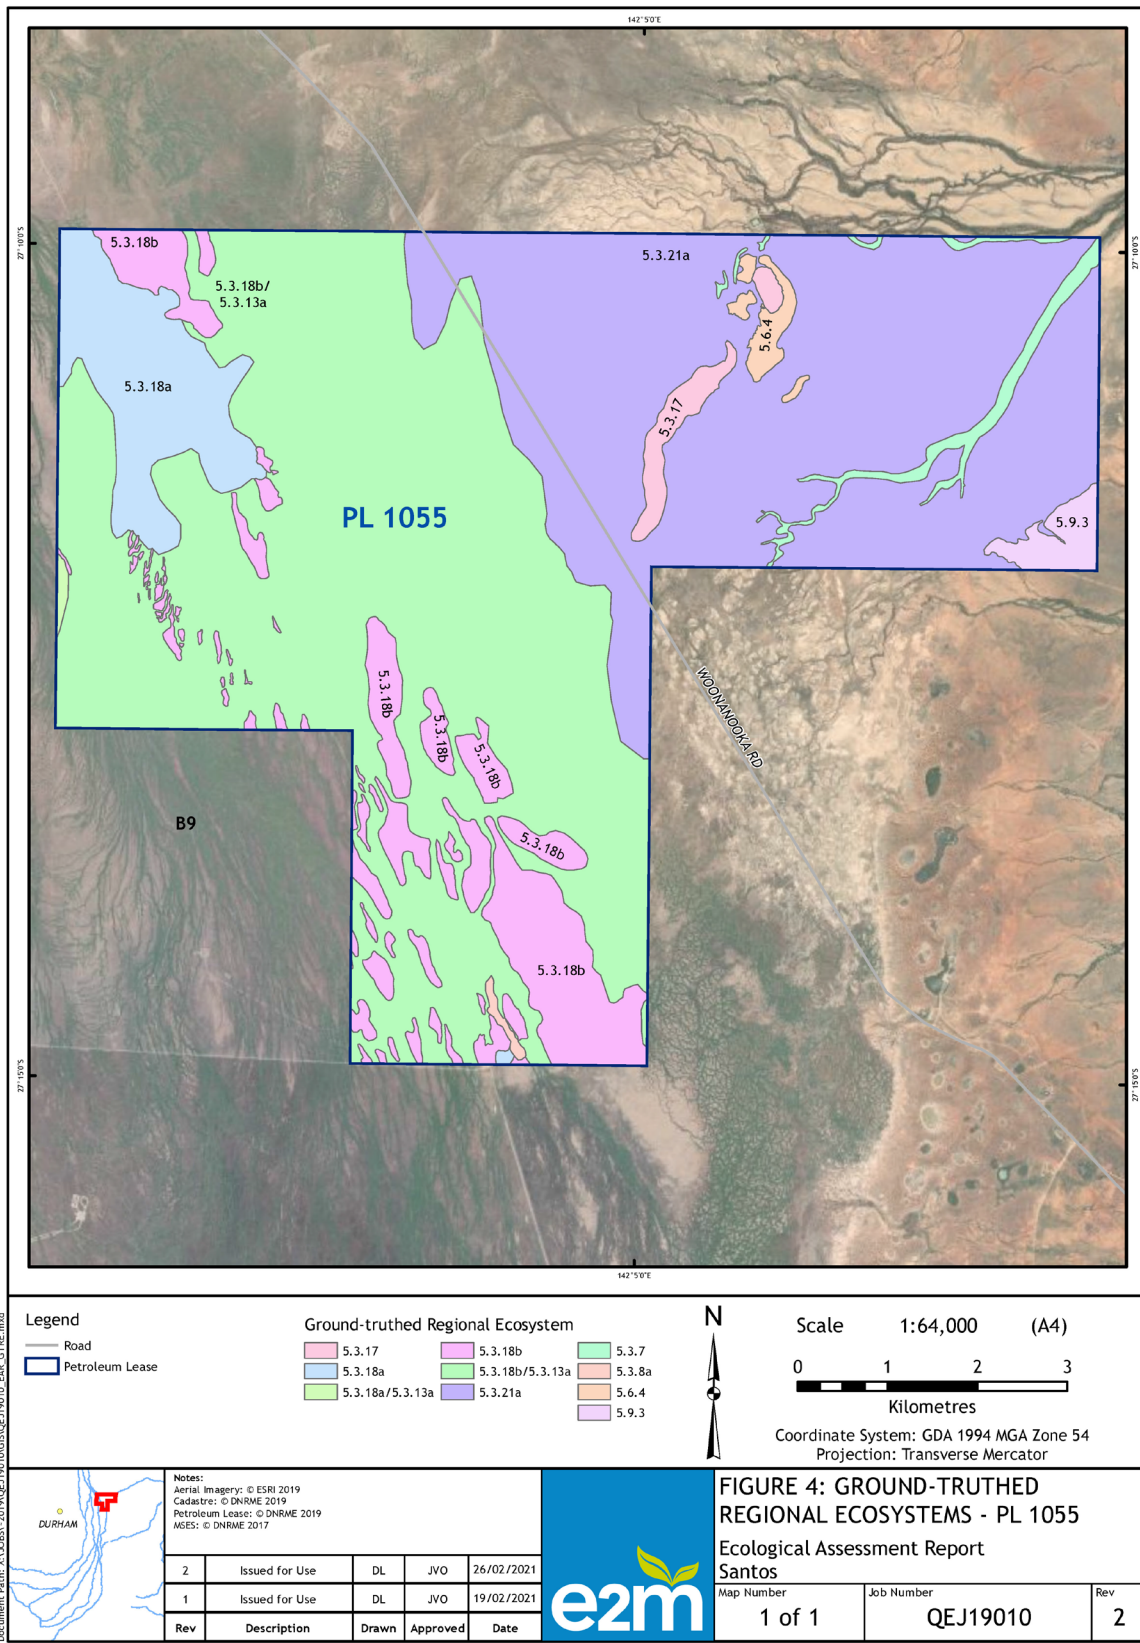 142°5'0"E
27°10'0"S
27°10'0"S
5.3.18b
5.3.18b/
5.3.13a
5.3.21a
5.6.4
5.3.18a
5.3.17
PL 1055
5.9.3
5.3.18b
5.3.18b
5.3.18b
WOONANOOKA RD
B9
5.3.18b
5.3.18b
27°15'0"S
27°15'0"S
142°5'0"E
Legend
Road
Petroleum Lease
Ground-truthed Regional Ecosystem
5.3.17
5.3.18a
5.3.18a/5.3.13a
5.3.18b
5.3.18b/5.3.13a
5.3.21a
5.3.7
5.3.8a
5.6.4
5.9.3
N
Scale 1:64,000 (A4)
0 1 2 3
Kilometres
Coordinate System: GDA 1994 MGA Zone 54
Projection: Transverse Mercator
DURHAM
Notes:
Aerial Imagery: © ESRI 2019
Cadastre: © DNRME 2019
Petroleum Lease: © DNRME 2019
MSES: © DNRME 2017
2 Issued for Use DL JVO 26/02/2021
1 Issued for Use DL JVO 19/02/2021
Rev Description Drawn Approved Date
e2m
FIGURE 4: GROUND-TRUTHED
REGIONAL ECOSYSTEMS - PL 1055
Ecological Assessment Report
Santos
Map Number
1 of 1
Job Number
QEJ19010
Rev
2